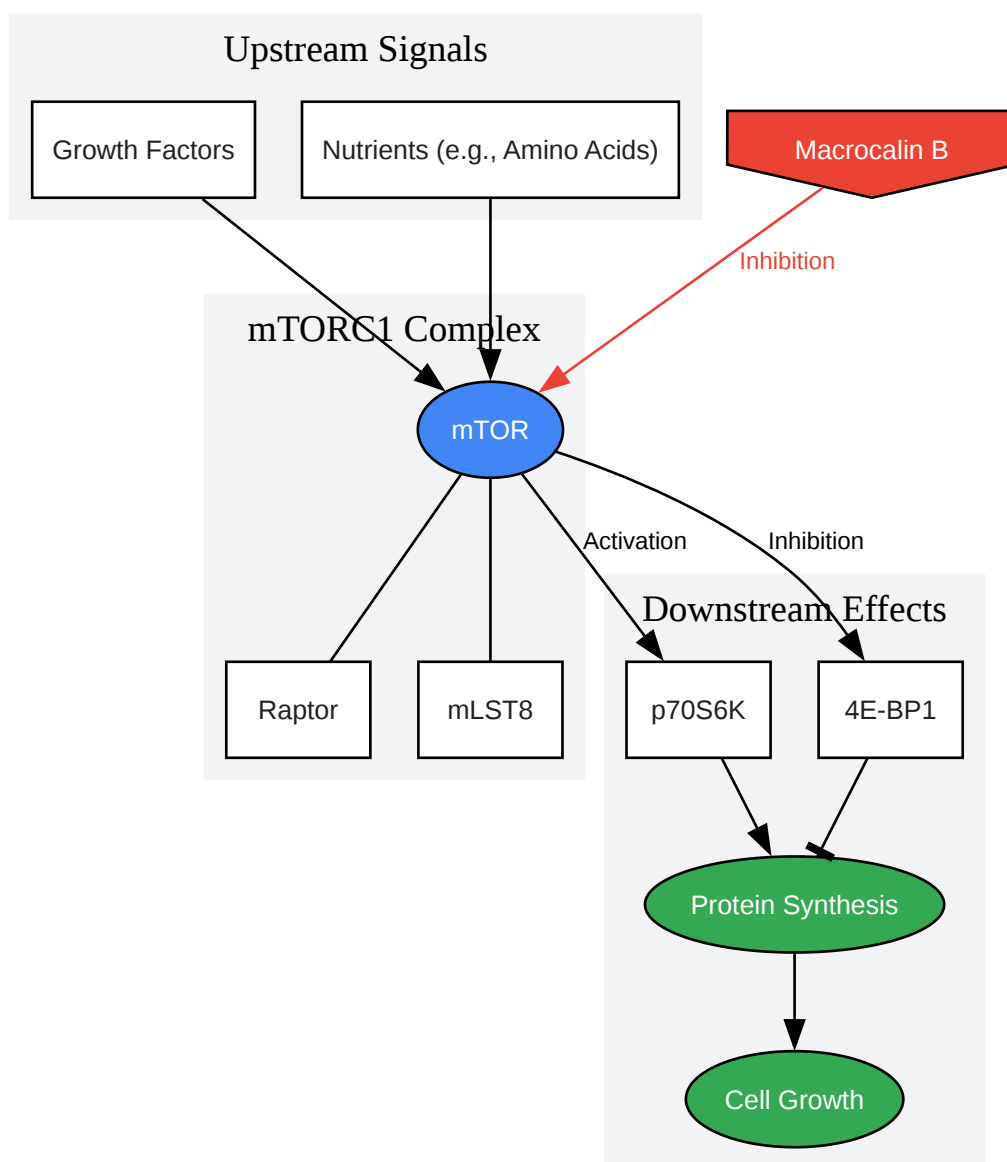 Upstream Signals
Growth Factors
Nutrients (e.g., Amino Acids)
Macrocalin B
Inhibition
mTORC1 Complex
mTOR
Activation
Inhibition
Downstream Effects
Raptor
mLST8
p70S6K
4E-BP1
Protein Synthesis
Cell Growth